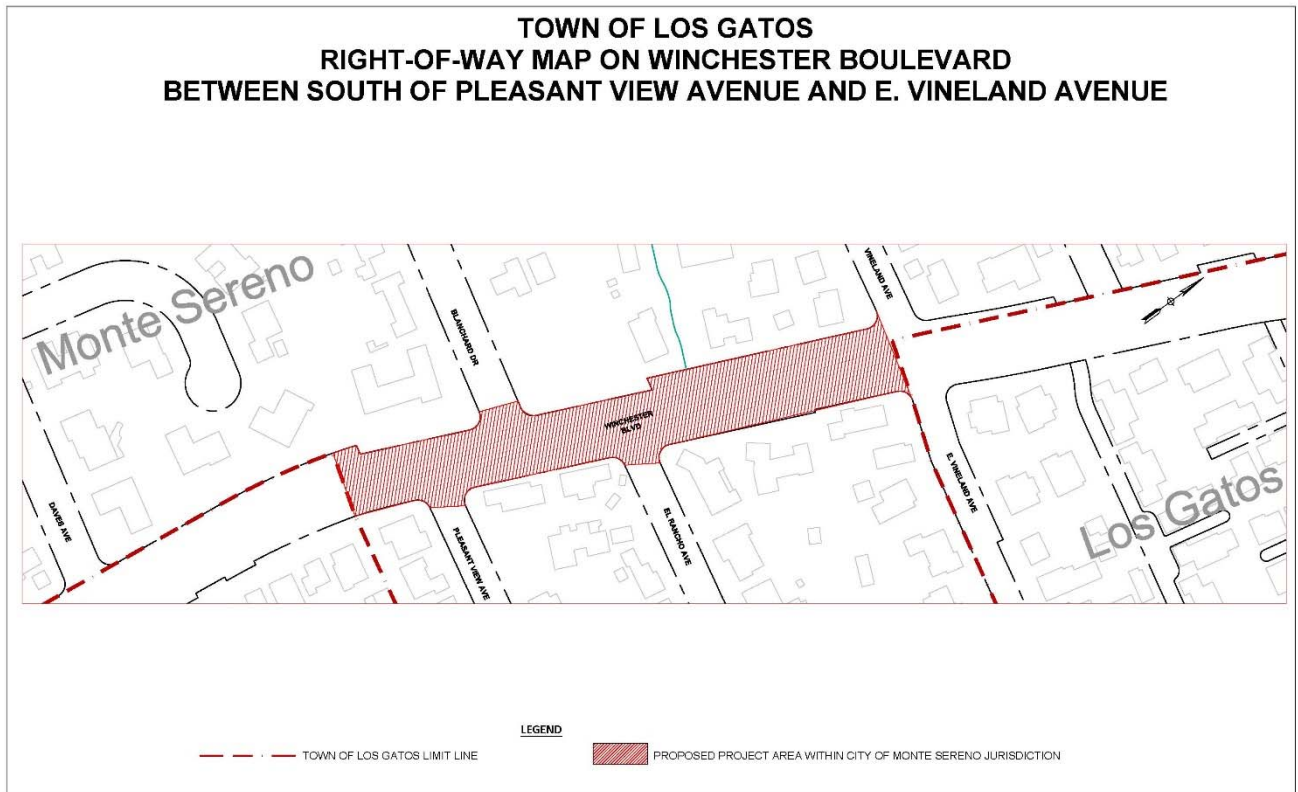 TOWN OF LOS GATOS
RIGHT-OF-WAY MAP ON WINCHESTER BOULEVARD
BETWEEN SOUTH OF PLEASANT VIEW AVENUE AND E. VINELAND AVENUE
Monte Sereno
BLANCHARD DR
VINELAND AVE
WINCHESTER
BLVD
DAVES AVE
PLEASANT VIEW AVE
EL RANCHO AVE
E. VINELAND AVE
Los Gatos
LEGEND
TOWN OF LOS GATOS LIMIT LINE
PROPOSED PROJECT AREA WITHIN CITY OF MONTE SERENO JURISDICTION